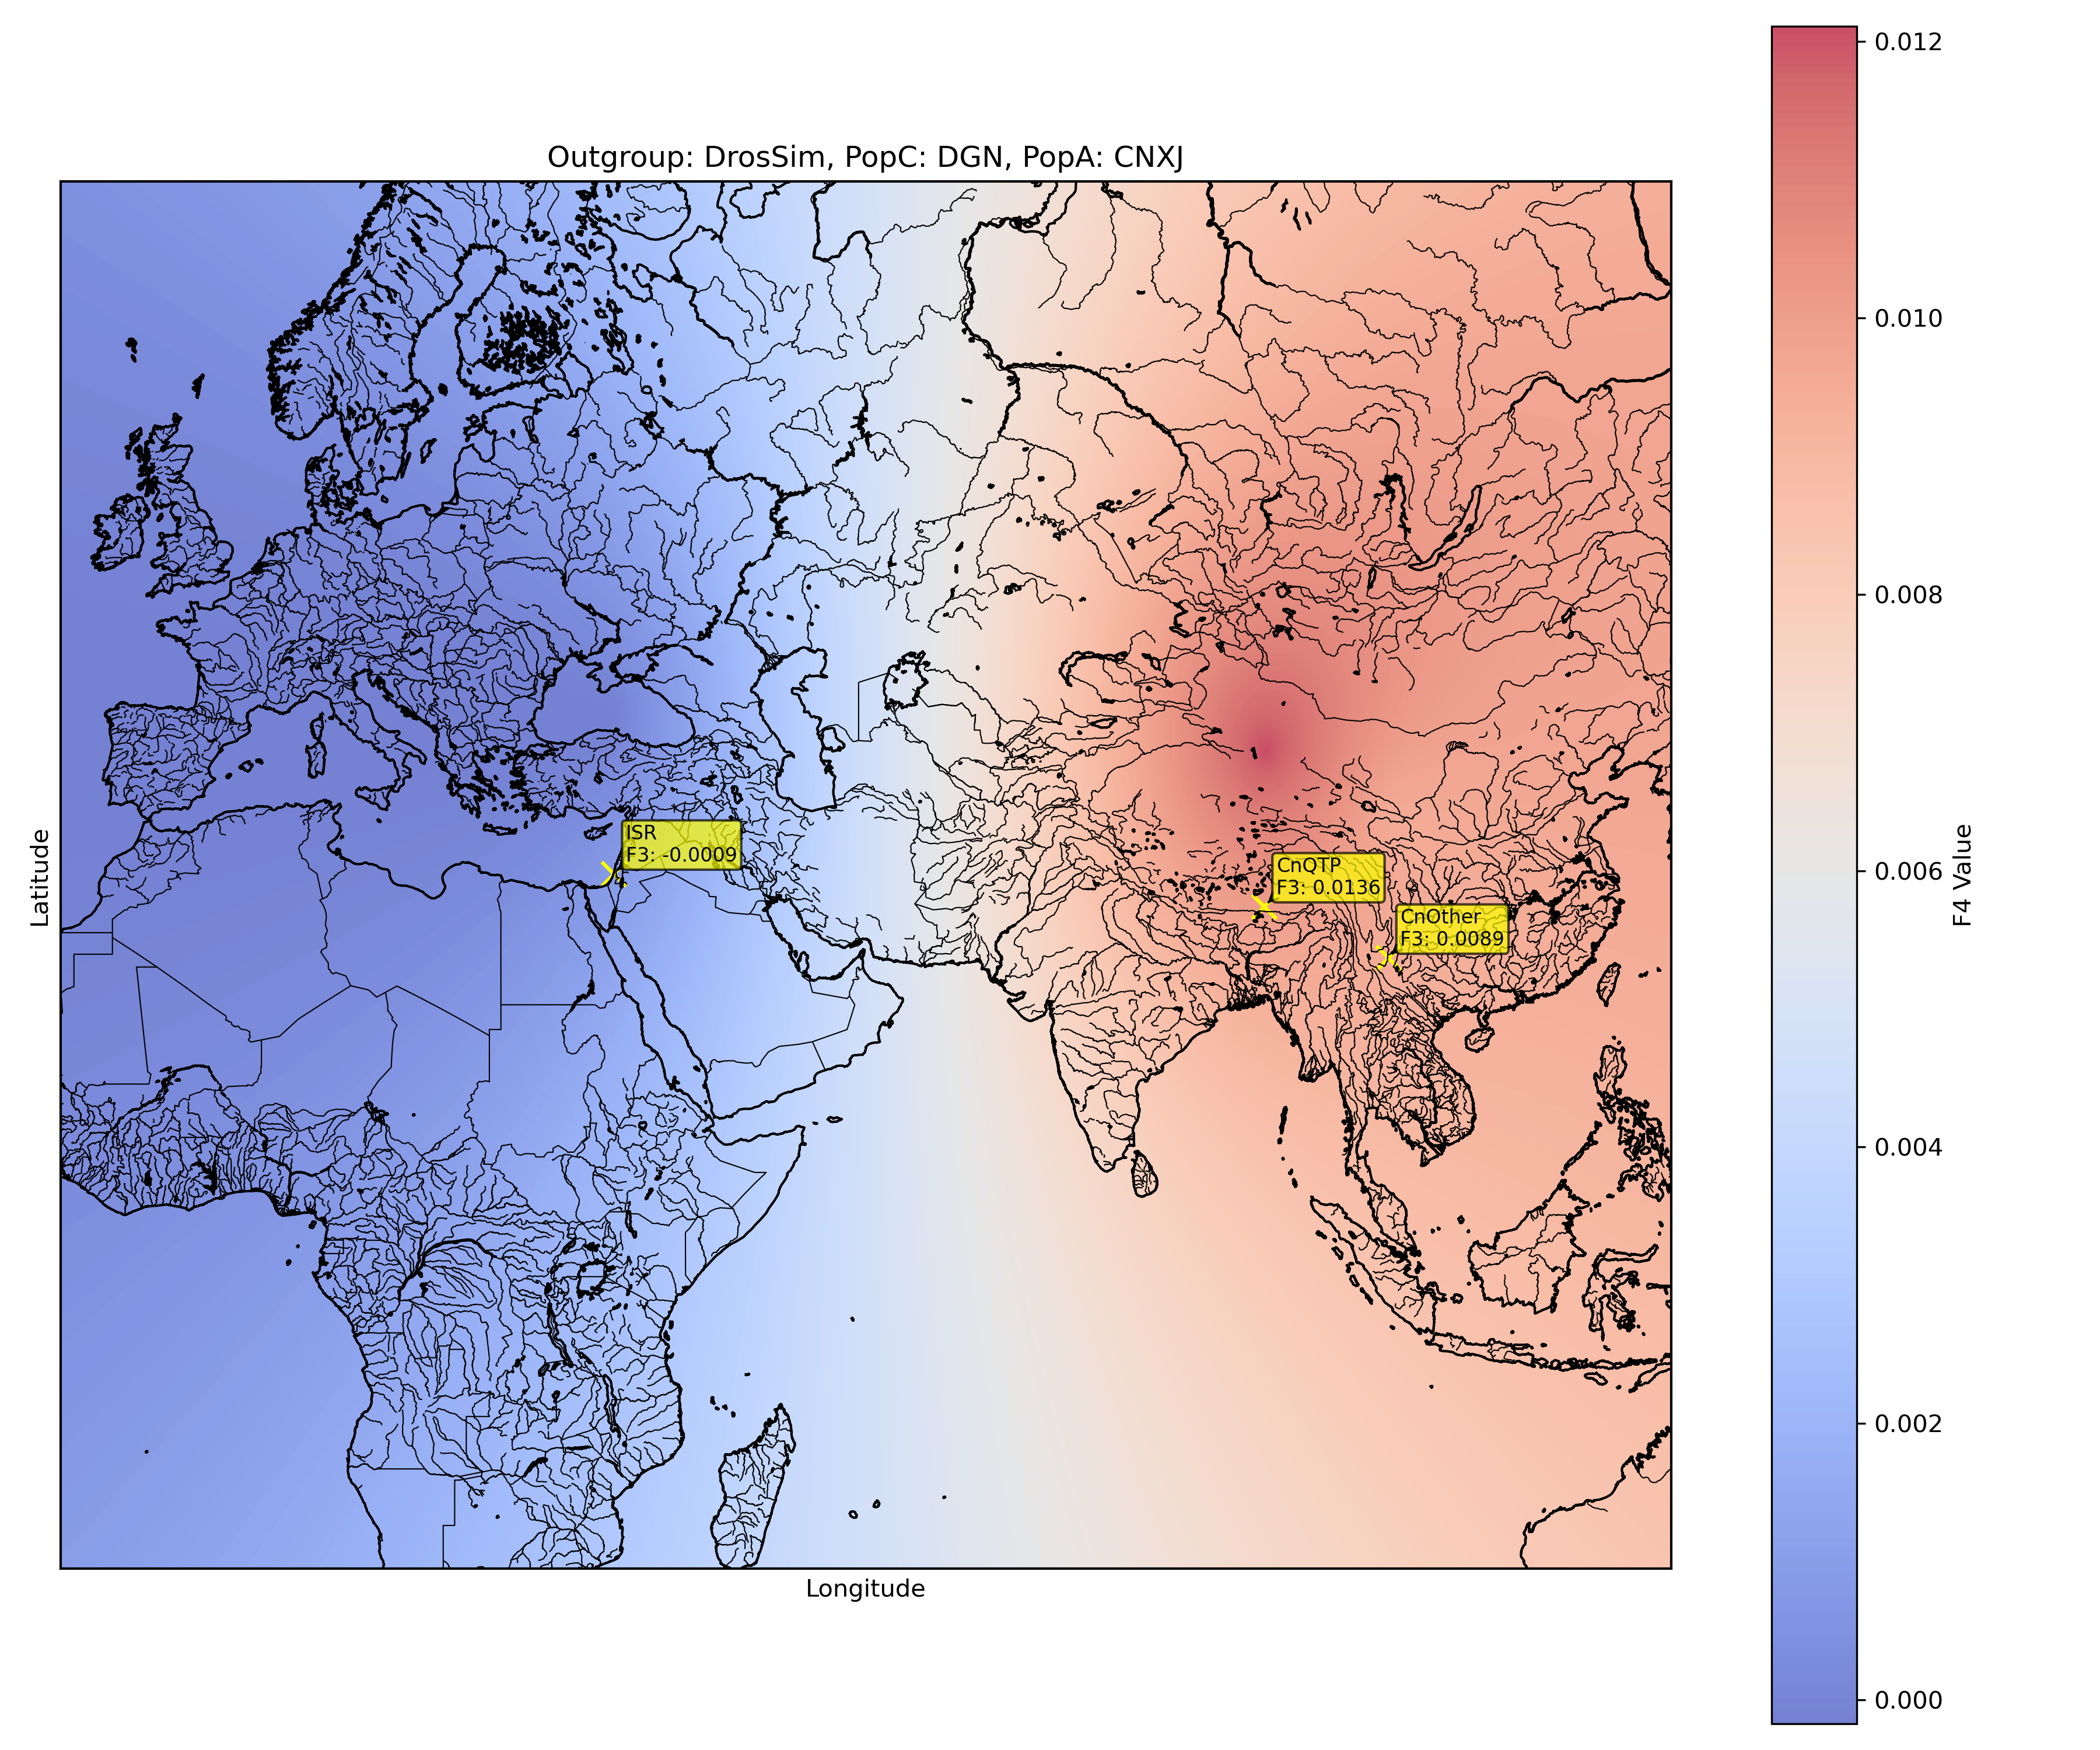 Outgroup: DrosSim, PopC: DGN, PopA: CNXJ
Latitude
ISR
F3: -0.0009
CnQTP
F3: 0.0136
CnOther
F3: 0.0089
Longitude
0.012
0.010
0.008
0.006
0.004
0.002
0.000
F4 Value